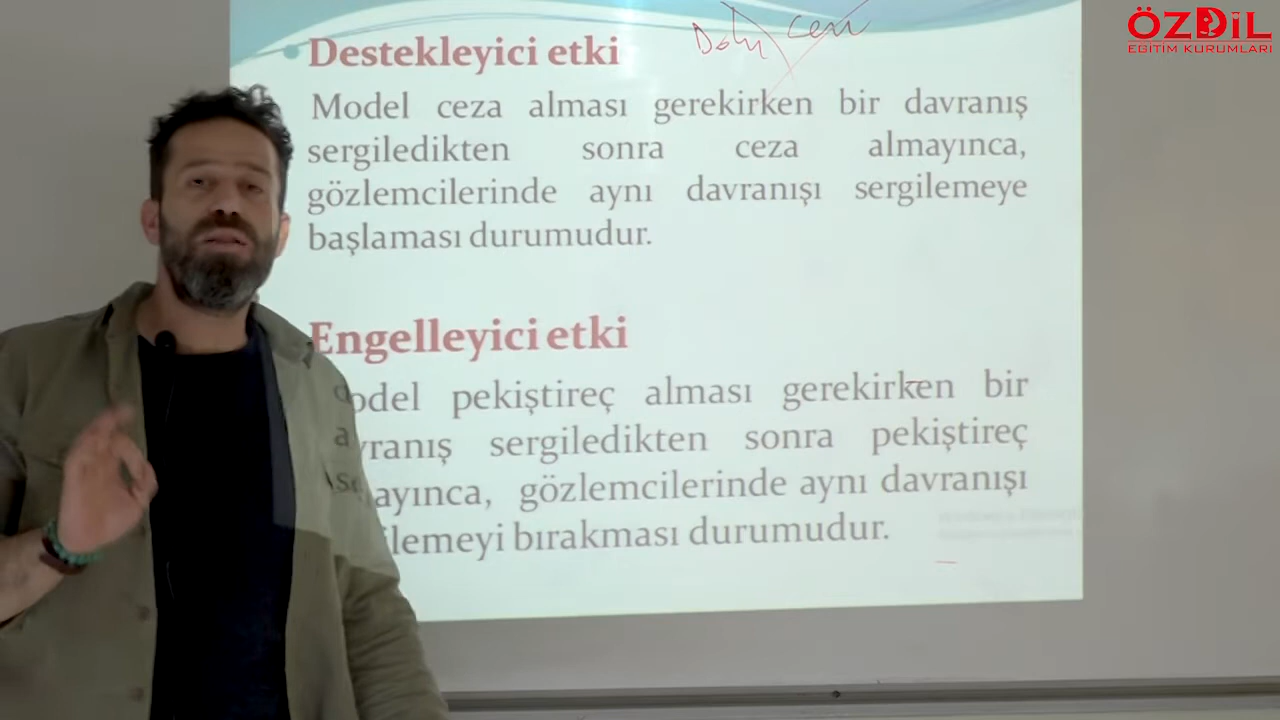 ÖZDİL
EĞİTİM KURUMLARI
Destekleyici etki
Model ceza alması gerekirken bir davranış
sergiledikten sonra ceza almayınca,
gözlemcilerinde aynı davranışı sergilemeye
başlaması durumudur.
Engelleyici etki
odel pekiştireç alması gerekirken bir
a vranış sergiledikten sonra pekiştireç
ayınca, gözlemcilerinde aynı davranışı
lemeyi bırakması durumudur.